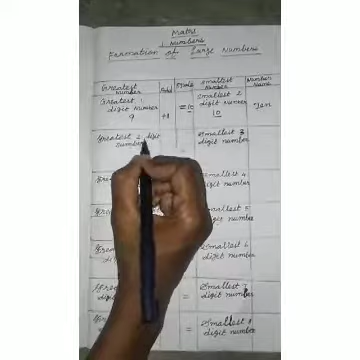 Maths
1 Numbers
Formation of Large Numbers
Greatest Number Add Smallest Number Number Name
Greatest 1 digit number 9 +1 = 10 Smallest 2 digit number 10 Ten
Greatest 2 digit number Smallest 3 digit number
Smallest 4 digit number
Smallest 5 digit number
Smallest 6 digit number
= Smallest 7 digit number
= Smallest 8 digit number